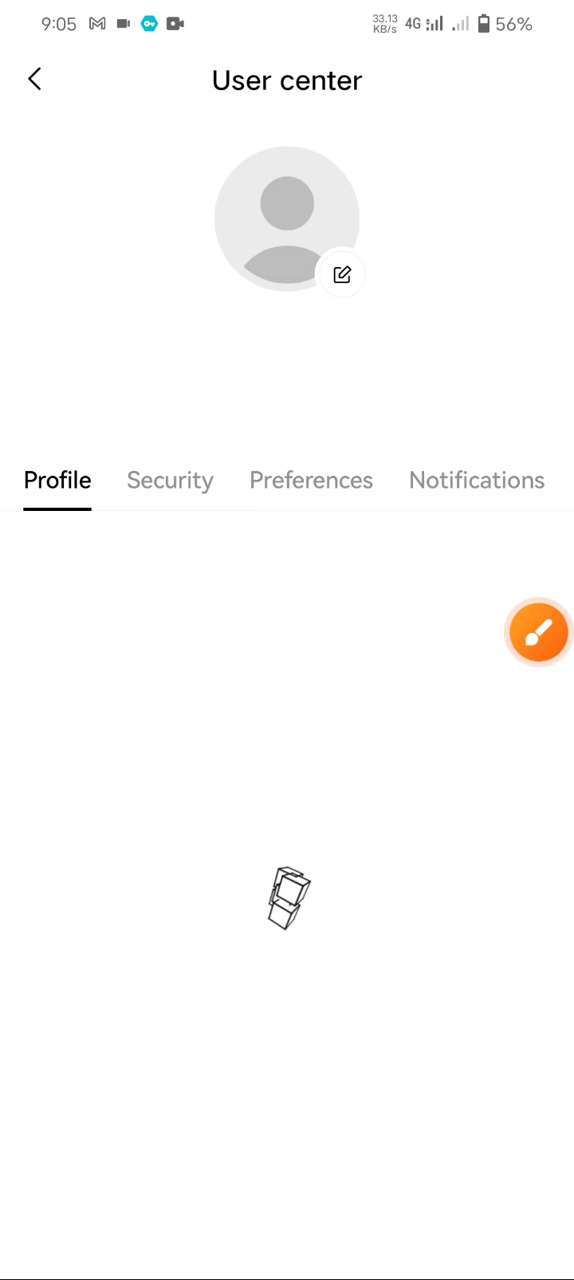 9:05 33.13 KB/s 4G 56%
User center
Profile Security Preferences Notifications